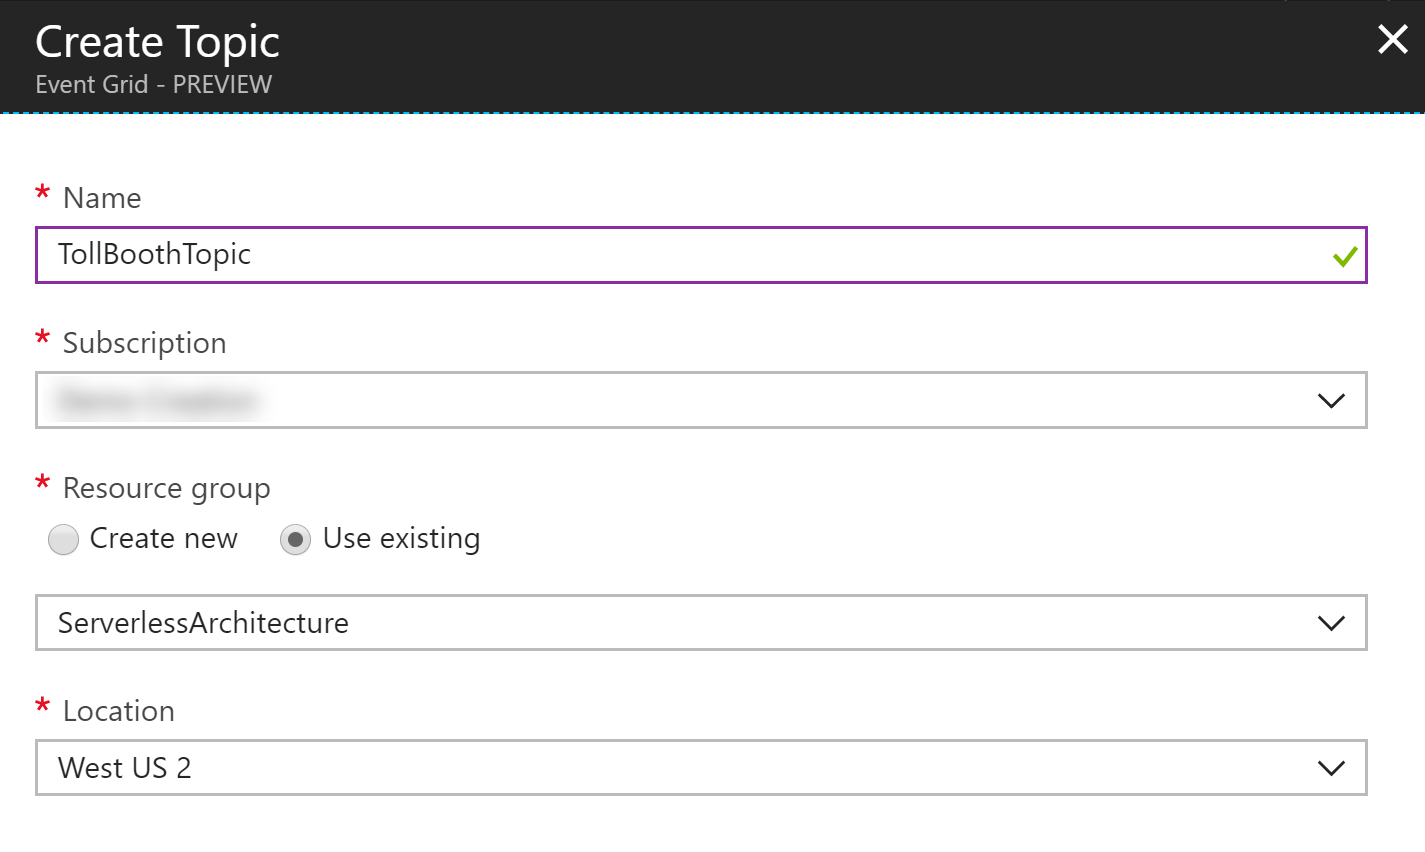 Create Topic
Event Grid - PREVIEW
* Name
TollBoothTopic
* Subscription
* Resource group
Create new Use existing
ServerlessArchitecture
* Location
West US 2